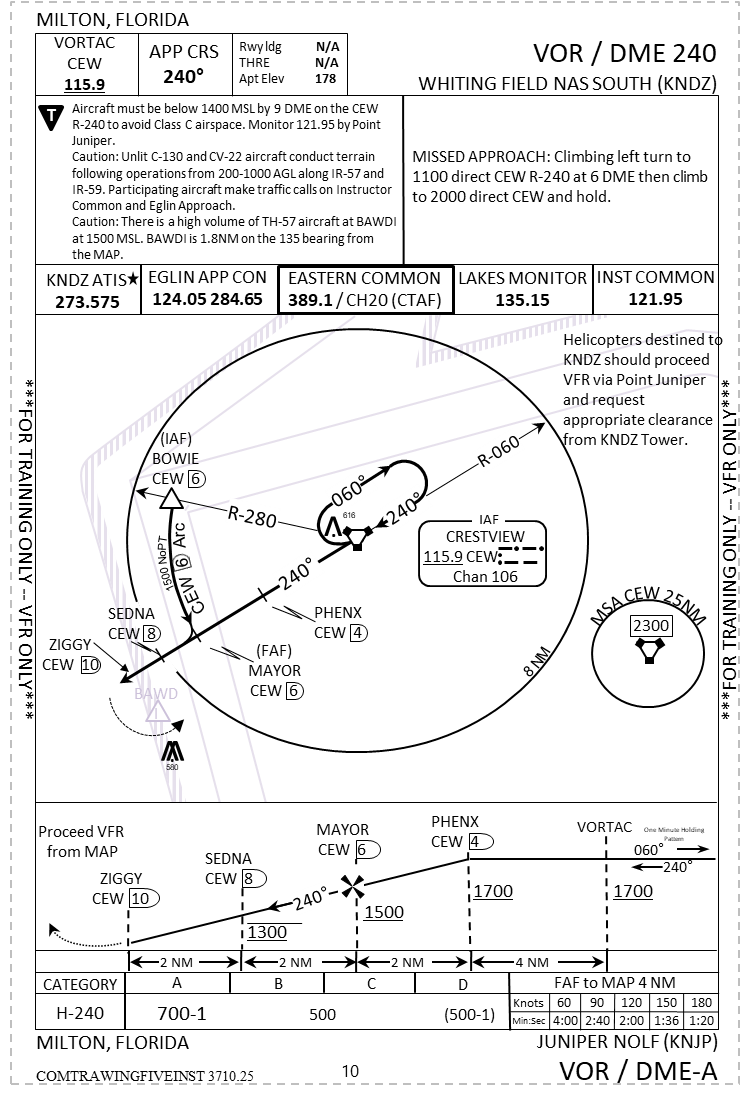 MILTON, FLORIDA
VORTAC
CEW
115.9
APP CRS
240°
Rwy ldg N/A
THRE N/A
Apt Elev 178
VOR / DME 240
WHITING FIELD NAS SOUTH (KNDZ)
T
Aircraft must be below 1400 MSL by 9 DME on the CEW
R-240 to avoid Class C airspace. Monitor 121.95 by Point
Juniper.
Caution: Unlit C-130 and CV-22 aircraft conduct terrain
following operations from 200-1000 AGL along IR-57 and
IR-59. Participating aircraft make traffic calls on Instructor
Common and Eglin Approach.
Caution: There is a high volume of TH-57 aircraft at BAWDI
at 1500 MSL. BAWDI is 1.8NM on the 135 bearing from
the MAP.
MISSED APPROACH: Climbing left turn to
1100 direct CEW R-240 at 6 DME then climb
to 2000 direct CEW and hold.
KNDZ ATIS★
273.575
EGLIN APP CON
124.05 284.65
EASTERN COMMON
389.1 / CH20 (CTAF)
LAKES MONITOR
135.15
INST COMMON
121.95
Helicopters destined to
KNDZ should proceed
VFR via Point Juniper
and request
appropriate clearance
from KNDZ Tower.
***FOR TRAINING ONLY -- VFR ONLY***
***FOR TRAINING ONLY -- VFR ONLY***
(IAF)
BOWIE
CEW 6
R-060
060°
240°
616
R-280
IAF
CRESTVIEW
115.9 CEW
Chan 106
1500 NoPT
CEW 6 Arc
240°
SEDNA
CEW 8
PHENX
CEW 4
ZIGGY
CEW 10
(FAF)
MAYOR
CEW 6
8 NM
MSA CEW 25NM
2300
BAWD
I
580
Proceed VFR
from MAP
ZIGGY
CEW 10
SEDNA
CEW 8
MAYOR
CEW 6
PHENX
CEW 4
VORTAC
One Minute Holding
Pattern
060°
240°
240°
1300
1500
1700
1700
2 NM
2 NM
2 NM
4 NM
CATEGORY A B C D FAF to MAP 4 NM
H-240 700-1 500 (500-1)
Knots 60 90 120 150 180
Min:Sec 4:00 2:40 2:00 1:36 1:20
MILTON, FLORIDA
JUNIPER NOLF (KNJP)
COMTRAWINGFIVEINST 3710.25
10
VOR / DME-A